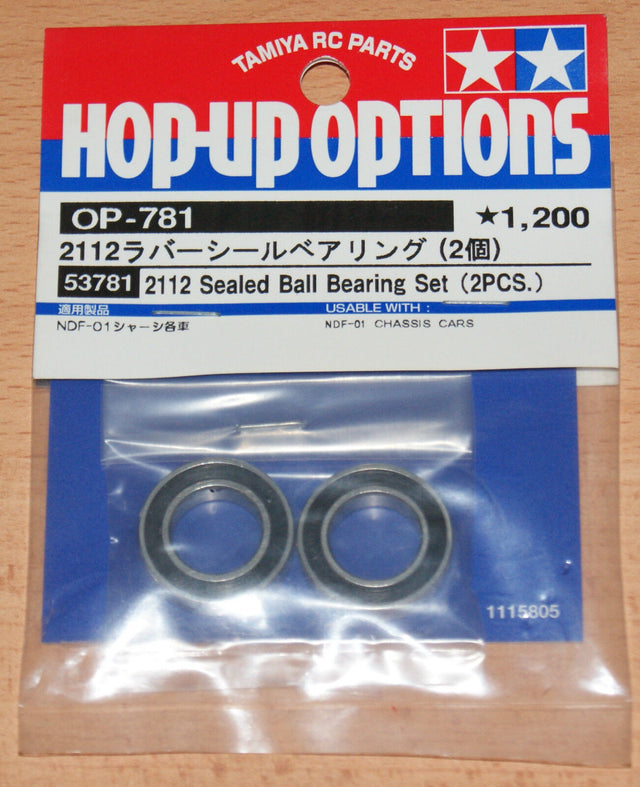 TAMIYA RC PARTS
HOP-UP OPTIONS
OP-781 ★1,200
2112ラバーシールベアリング(2個)
53781 2112 Sealed Ball Bearing Set (2PCS.)
適用製品 USABLE WITH :
NDF-01シャーシ各車 NDF-01 CHASSIS CARS
1115805